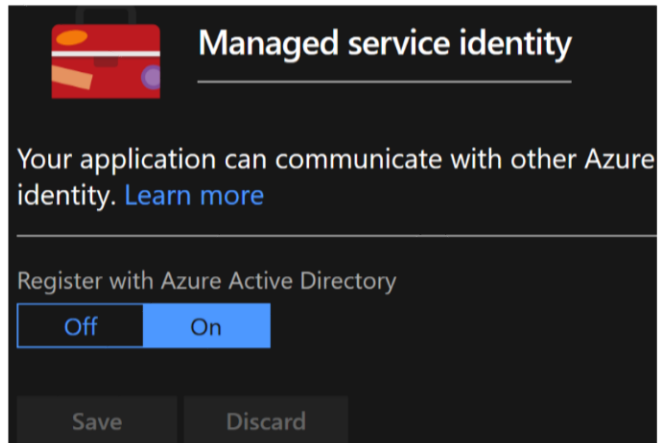 Managed service identity
Your application can communicate with other Azure
identity. Learn more
Register with Azure Active Directory
Off
On
Save
Discard